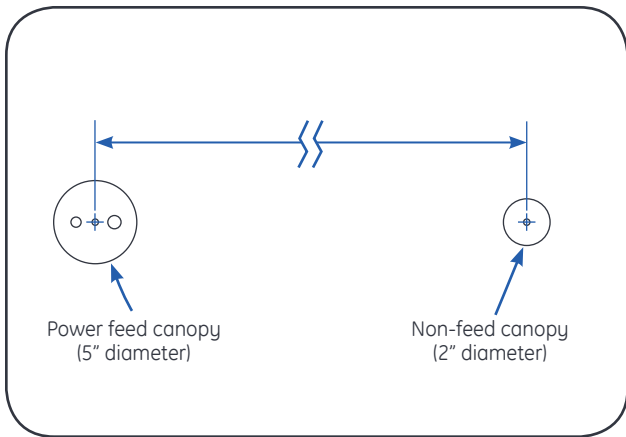 Power feed canopy
(5” diameter)
Non-feed canopy
(2” diameter)